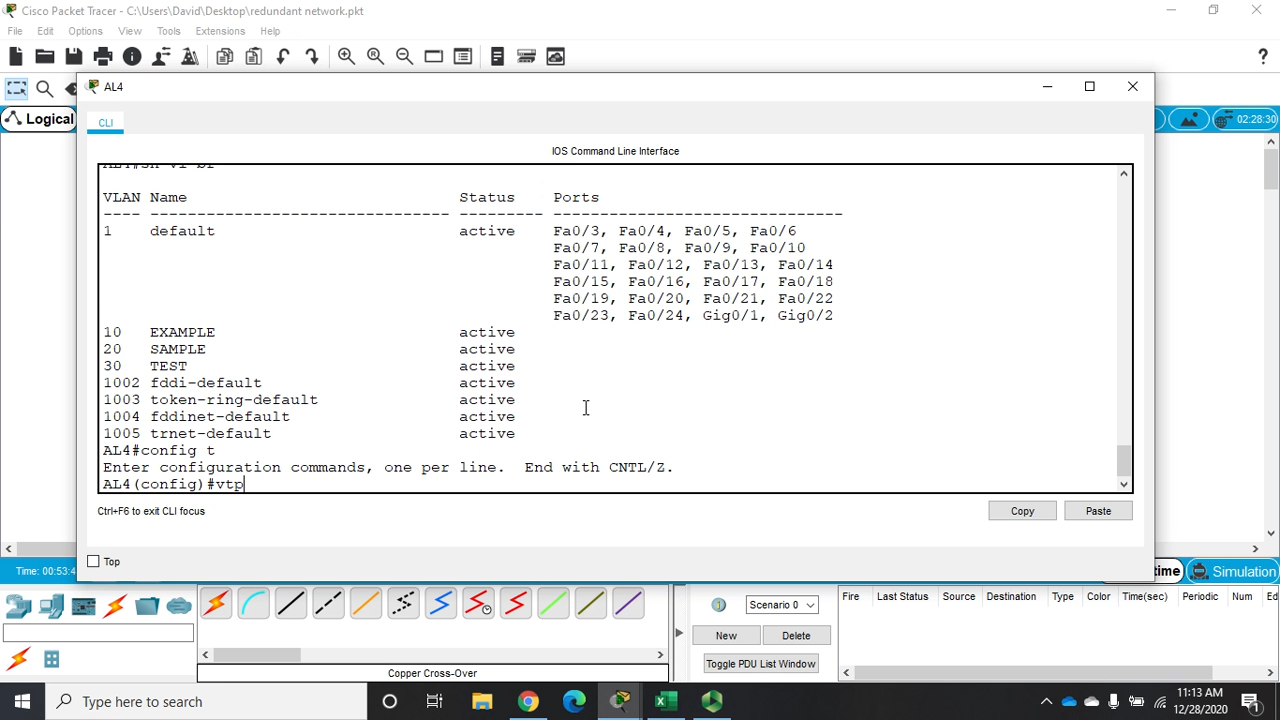 Cisco Packet Tracer - C:\Users\David\Desktop\redundant network.pkt
File Edit Options View Tools Extensions Help
AL4
Logical
02:28:30
CLI
IOS Command Line Interface
AL4#sh vl br
VLAN Name Status Ports
---- -------------------------------- --------- -------------------------------
1 default active Fa0/3, Fa0/4, Fa0/5, Fa0/6
Fa0/7, Fa0/8, Fa0/9, Fa0/10
Fa0/11, Fa0/12, Fa0/13, Fa0/14
Fa0/15, Fa0/16, Fa0/17, Fa0/18
Fa0/19, Fa0/20, Fa0/21, Fa0/22
Fa0/23, Fa0/24, Gig0/1, Gig0/2
10 EXAMPLE active
20 SAMPLE active
30 TEST active
1002 fddi-default active
1003 token-ring-default active
1004 fddinet-default active
1005 trnet-default active
AL4#config t
Enter configuration commands, one per line. End with CNTL/Z.
AL4(config)#vtp
Ctrl+F6 to exit CLI focus
Copy Paste
Top
Time: 00:53:4
time Simulation
Scenario 0
Fire Last Status Source Destination Type Color Time(sec) Periodic Num Ed
New Delete
Toggle PDU List Window
Copper Cross-Over
Type here to search
11:13 AM
12/28/2020
1